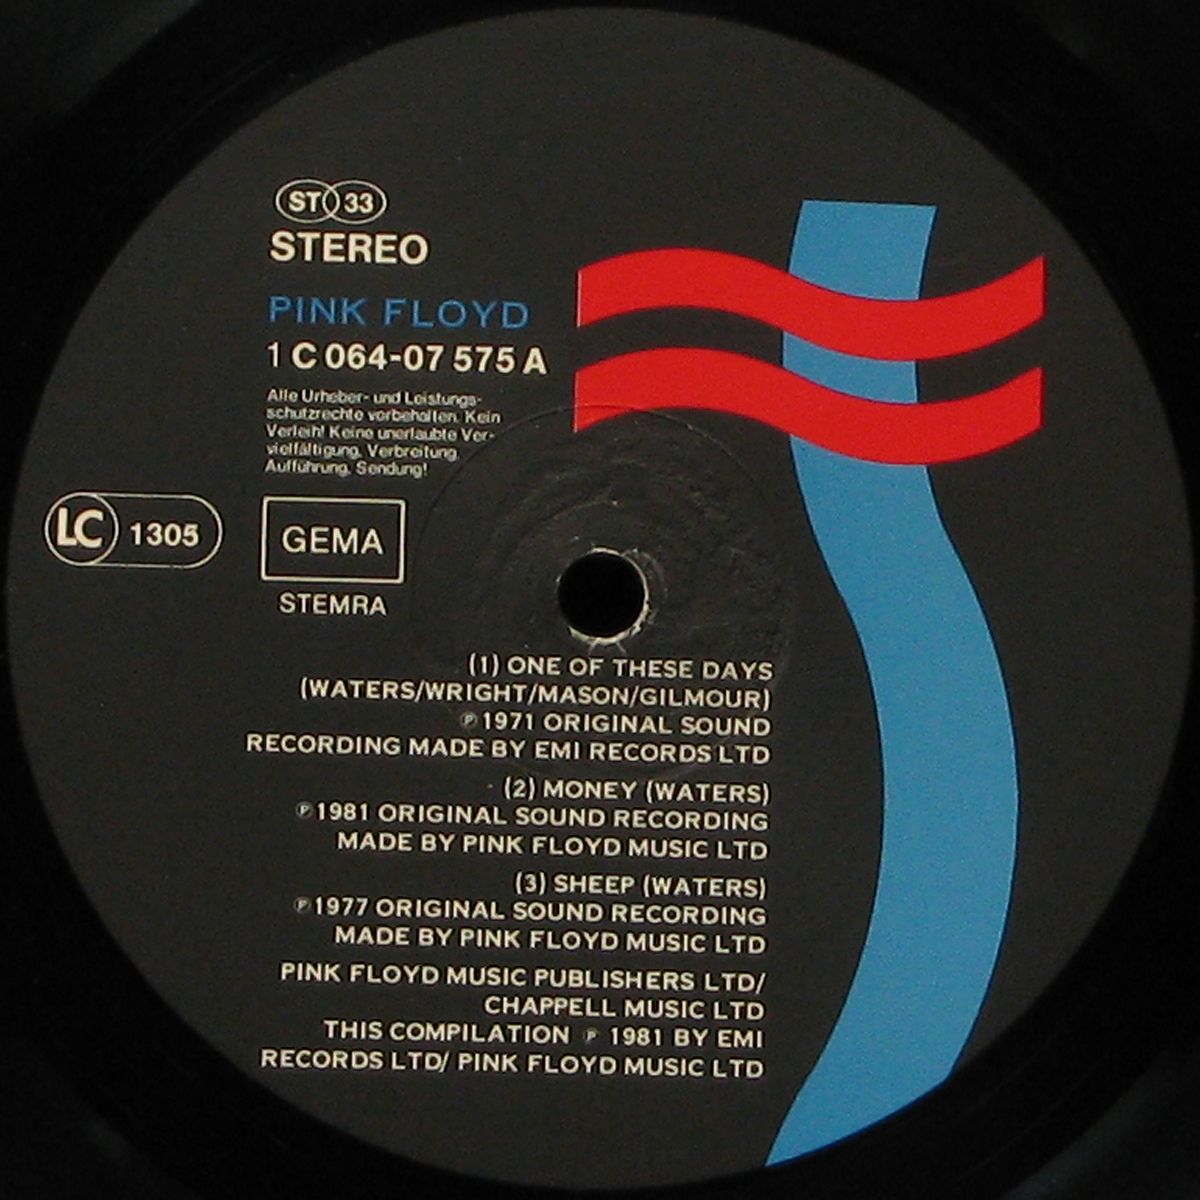 ST 33
STEREO
PINK FLOYD
1 C 064-07 575 A
Alle Urheber- und Leistungs-
schutzrechte vorbehalten. Kein
Verleih! Keine unerlaubte Ver-
vielfältigung, Verbreitung,
Aufführung, Sendung!
LC 1305
GEMA
STEMRA
(1) ONE OF THESE DAYS
(WATERS/WRIGHT/MASON/GILMOUR)
℗ 1971 ORIGINAL SOUND
RECORDING MADE BY EMI RECORDS LTD
(2) MONEY (WATERS)
℗ 1981 ORIGINAL SOUND RECORDING
MADE BY PINK FLOYD MUSIC LTD
(3) SHEEP (WATERS)
℗ 1977 ORIGINAL SOUND RECORDING
MADE BY PINK FLOYD MUSIC LTD
PINK FLOYD MUSIC PUBLISHERS LTD/
CHAPPELL MUSIC LTD
THIS COMPILATION ℗ 1981 BY EMI
RECORDS LTD/ PINK FLOYD MUSIC LTD